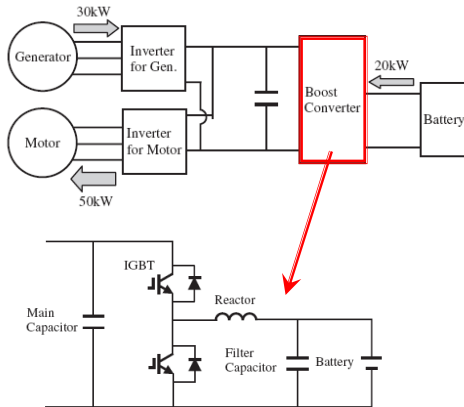 30kW
Generator
Inverter
for Gen.
20kW
Boost
Converter
Battery
Motor
Inverter
for Motor
50kW
IGBT
Reactor
Main
Capacitor
Filter
Capacitor
Battery